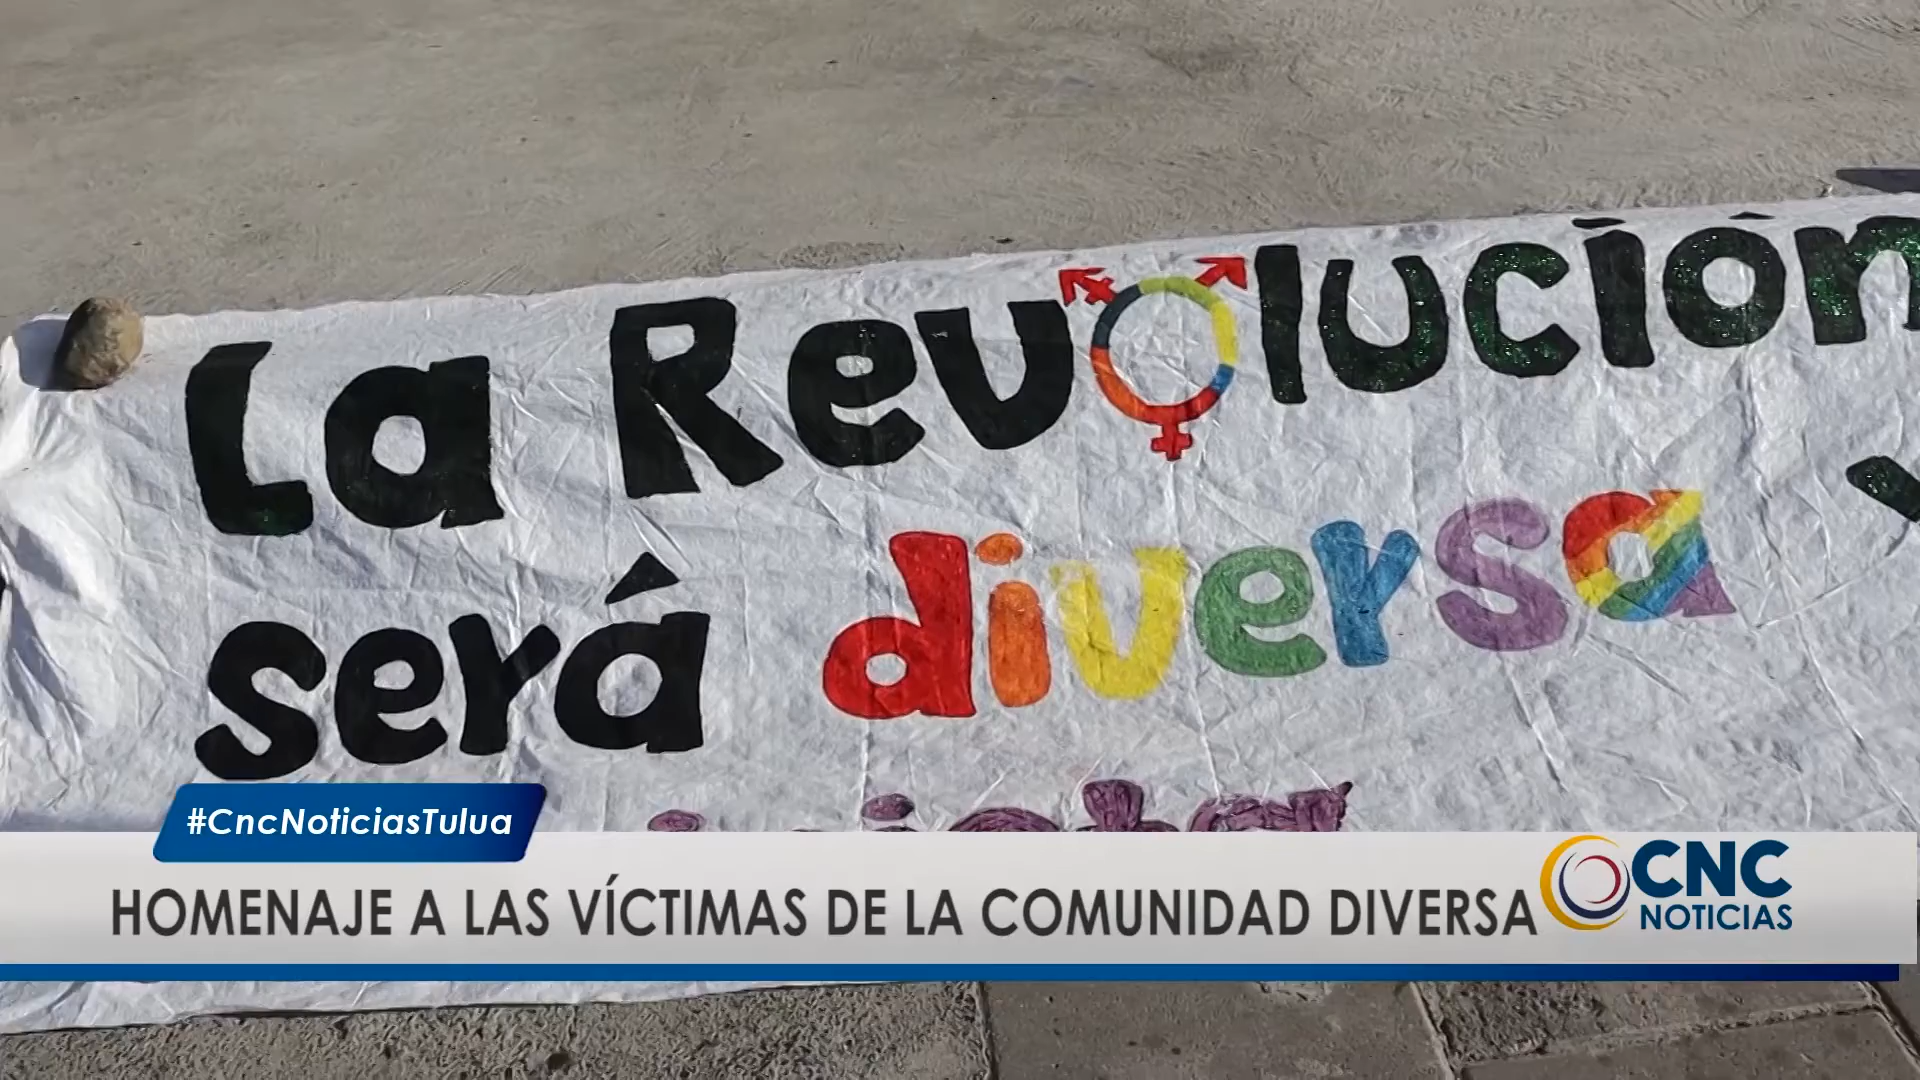 La Revolución
será diversa
#CncNoticiasTulua
HOMENAJE A LAS VÍCTIMAS DE LA COMUNIDAD DIVERSA
CNC
NOTICIAS